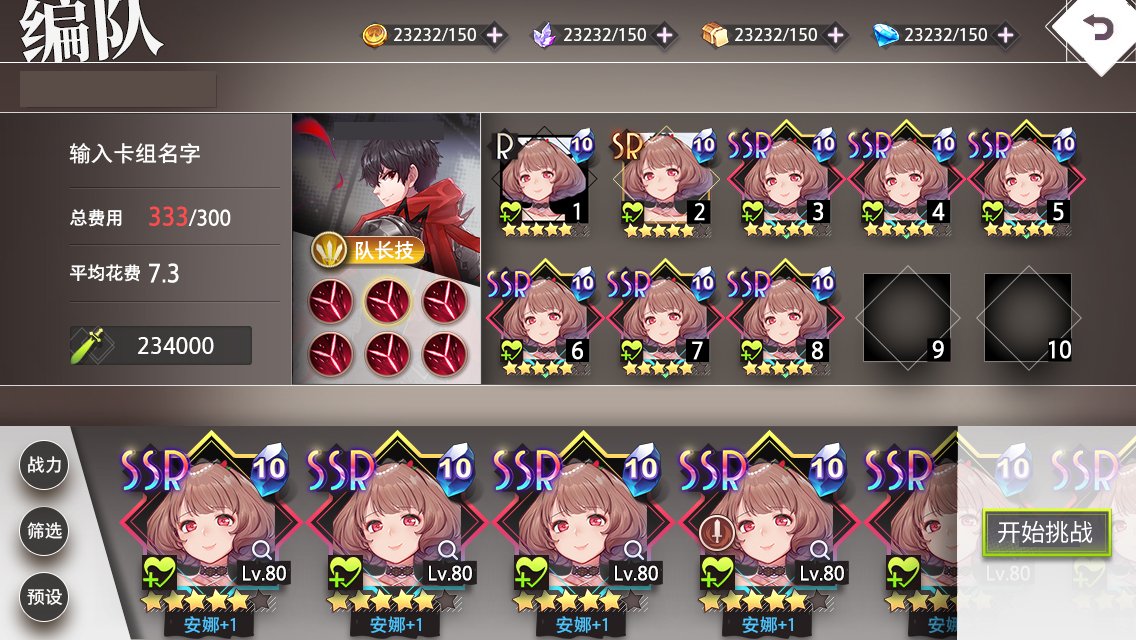 编队
23232/150 + 23232/150 + 23232/150 + 23232/150 +
输入卡组名字
总费用 333/300
平均花费 7.3
234000
队长技
R 10 SR 10 SSR 10 SSR 10 SSR 10
1 2 3 4 5
SSR 10 SSR 10 SSR 10
6 7 8 9 10
战力
筛选
预设
SSR 10 SSR 10 SSR 10 SSR 10 SSR 10 SSR
开始挑战
Lv.80 Lv.80 Lv.80 Lv.80 Lv.80
安娜+1 安娜+1 安娜+1 安娜+1 安娜